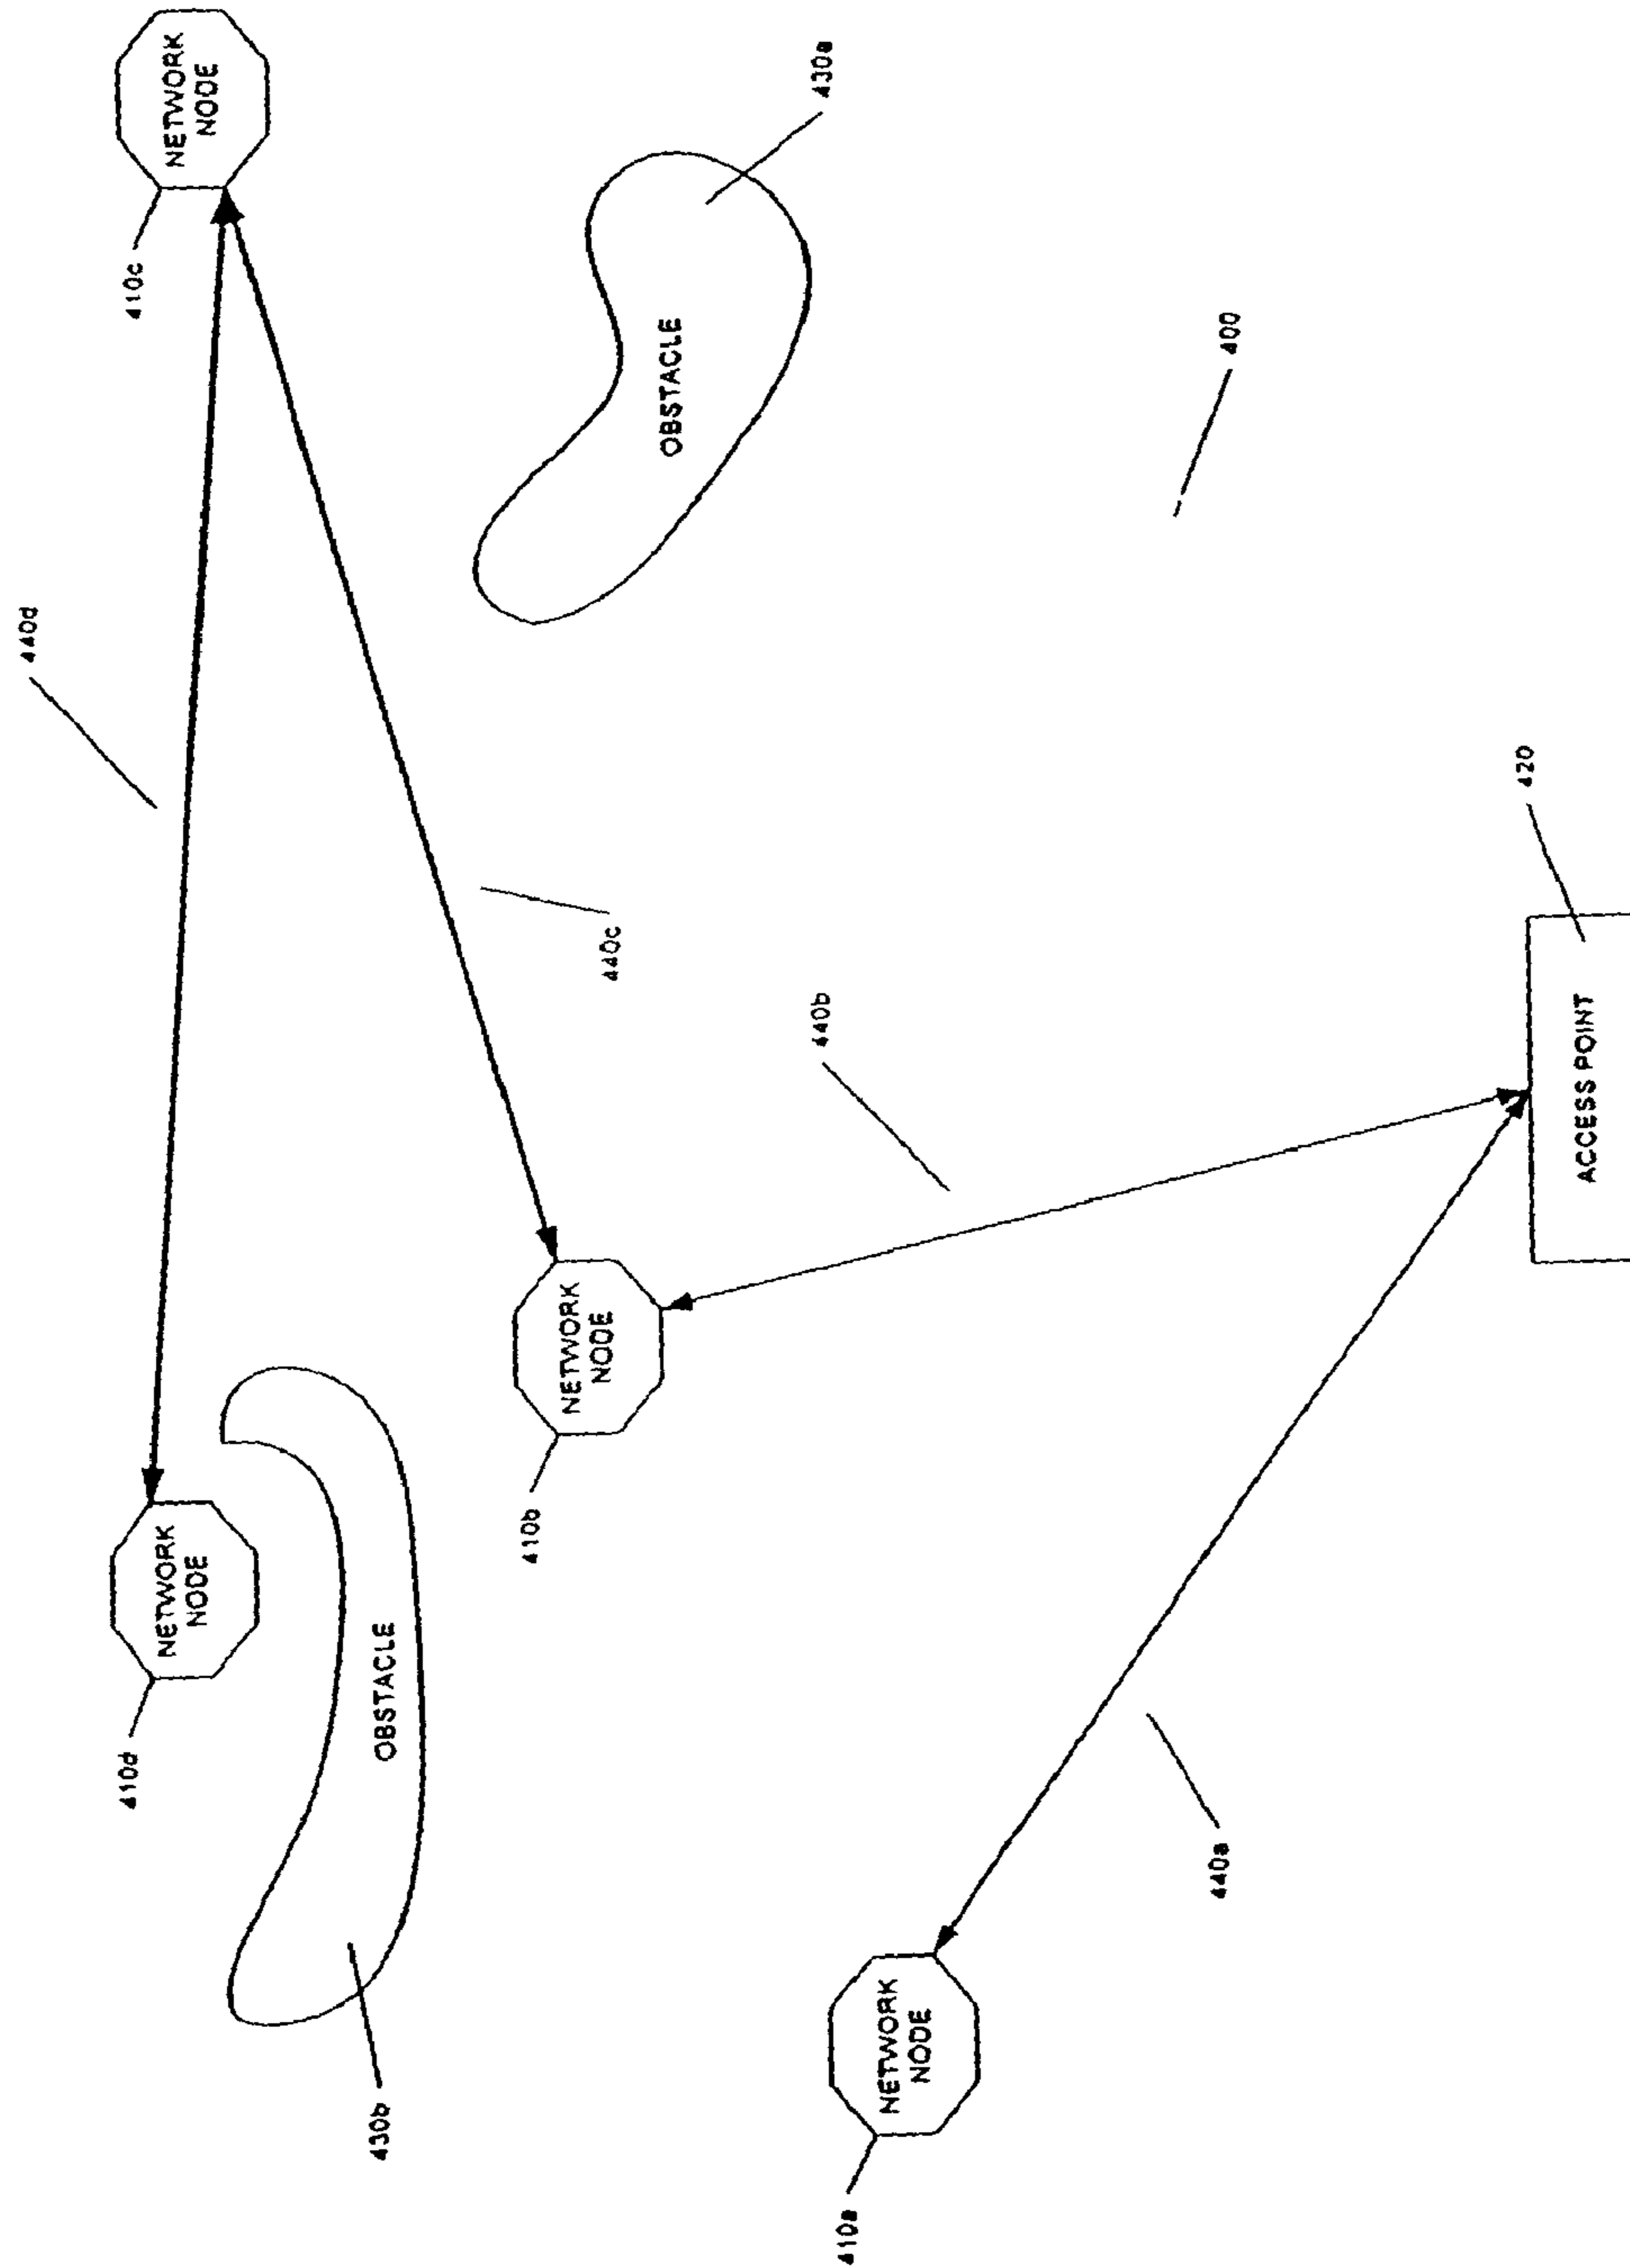 440d
410c
NETWORK
NODE
430a
OBSTACLE
400
440c
440b
420
ACCESS POINT
NETWORK
NODE
410b
NETWORK
NODE
410d
OBSTACLE
430b
440a
NETWORK
NODE
410a